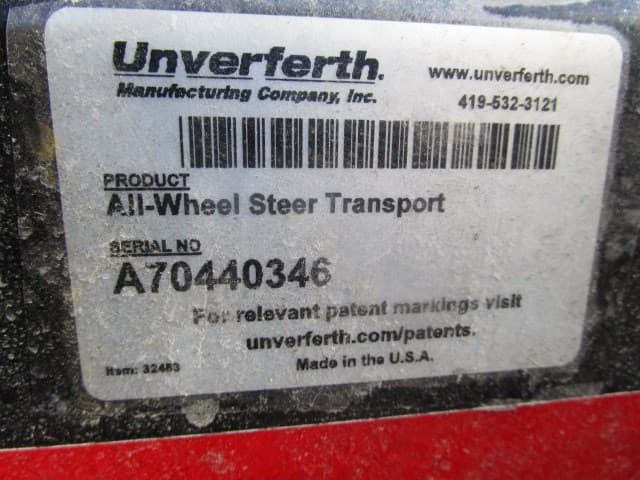 Unverferth.
www.unverferth.com
Manufacturing Company, Inc.
419-532-3121
PRODUCT
All-Wheel Steer Transport
SERIAL NO
A70440346
For relevant patent markings visit
unverferth.com/patents.
Item: 32483
Made in the U.S.A.